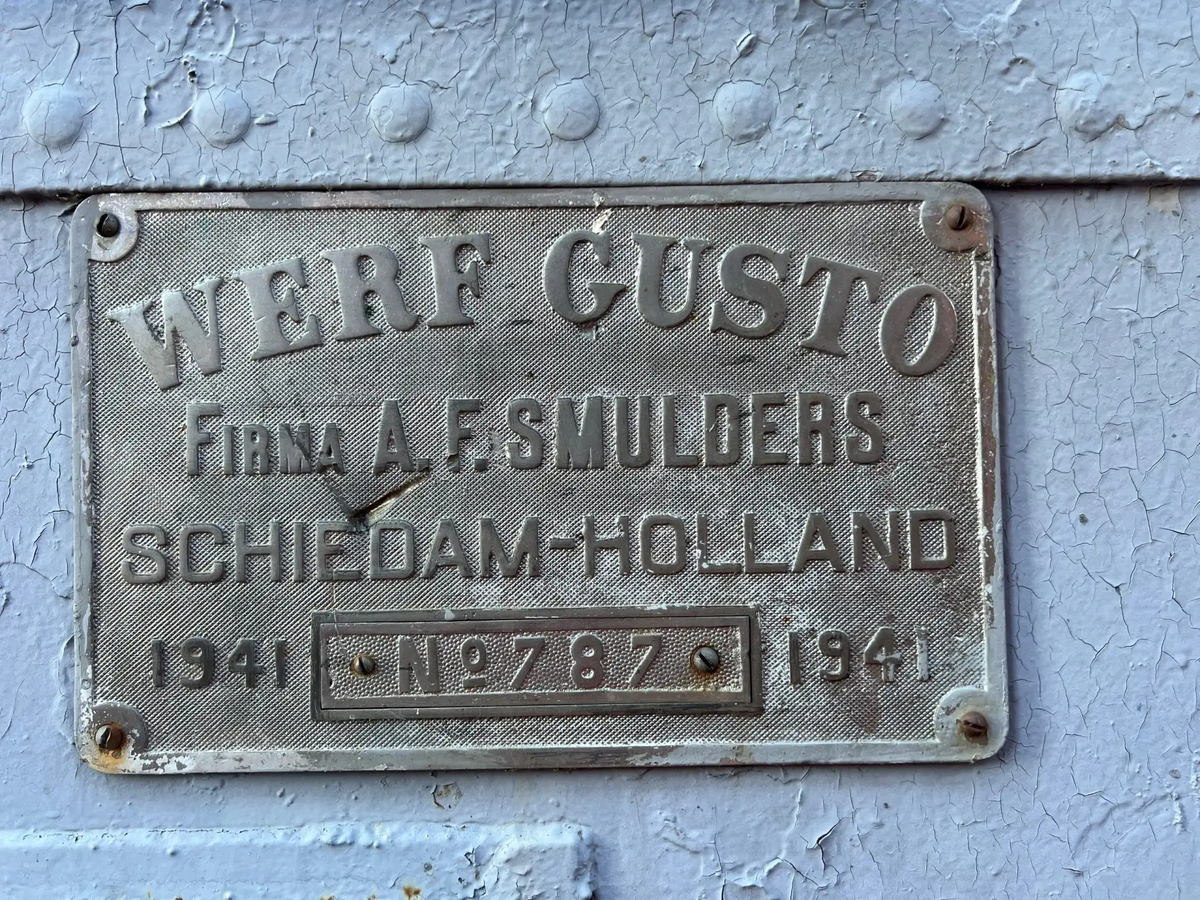 WERF GUSTO
FIRMA A.F. SMULDERS
SCHIEDAM-HOLLAND
1941 No 787 1941